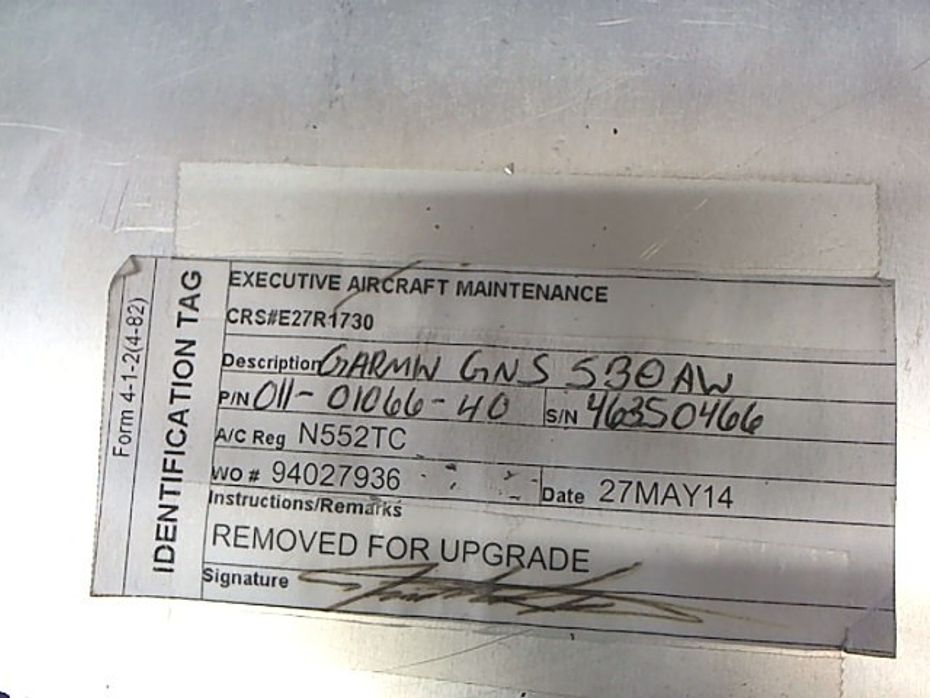 EXECUTIVE AIRCRAFT MAINTENANCE
CRS#E27R1730
Description GARMIN GNS 530AW
P/N 011-01066-40 S/N 46350466
A/C Reg N552TC
WO # 94027936 Date 27MAY14
Instructions/Remarks
REMOVED FOR UPGRADE
Signature
IDENTIFICATION TAG
Form 4-1-2(4-82)